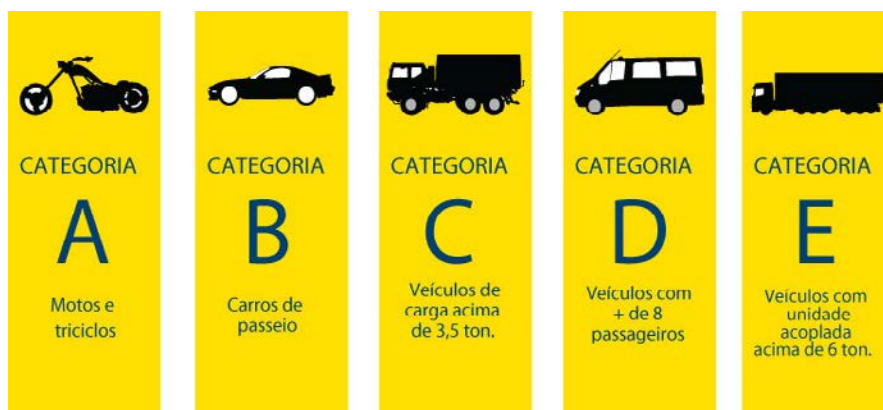 CATEGORIA
A
Motos e
triciclos
CATEGORIA
B
Carros de
passeio
CATEGORIA
C
Veículos de
carga acima
de 3,5 ton.
CATEGORIA
D
Veículos com
+ de 8
passageiros
CATEGORIA
E
Veículos com
unidade
acoplada
acima de 6 ton.